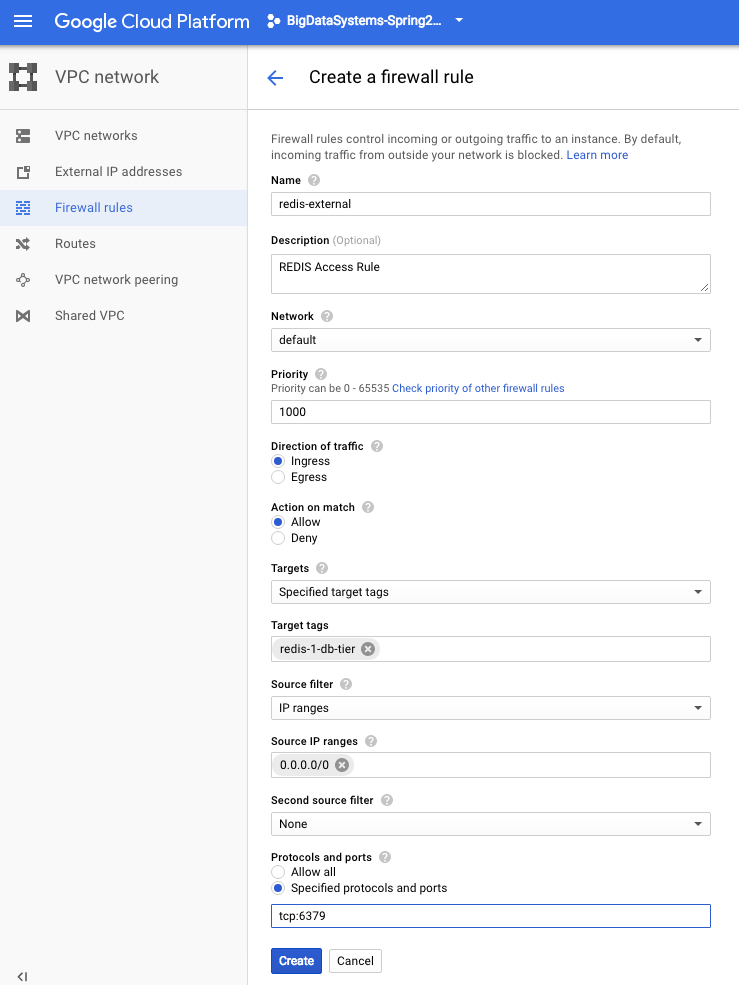 Google Cloud Platform
BigDataSystems-Spring2...
VPC network
Create a firewall rule
VPC networks
External IP addresses
Firewall rules
Routes
VPC network peering
Shared VPC
Firewall rules control incoming or outgoing traffic to an instance. By default,
incoming traffic from outside your network is blocked. Learn more
Name ?
redis-external
Description (Optional)
REDIS Access Rule
Network ?
default
Priority ?
Priority can be 0 - 65535 Check priority of other firewall rules
1000
Direction of traffic ?
Ingress
Egress
Action on match ?
Allow
Deny
Targets ?
Specified target tags
Target tags
redis-1-db-tier
Source filter ?
IP ranges
Source IP ranges ?
0.0.0.0/0
Second source filter ?
None
Protocols and ports ?
Allow all
Specified protocols and ports
tcp:6379
Create Cancel